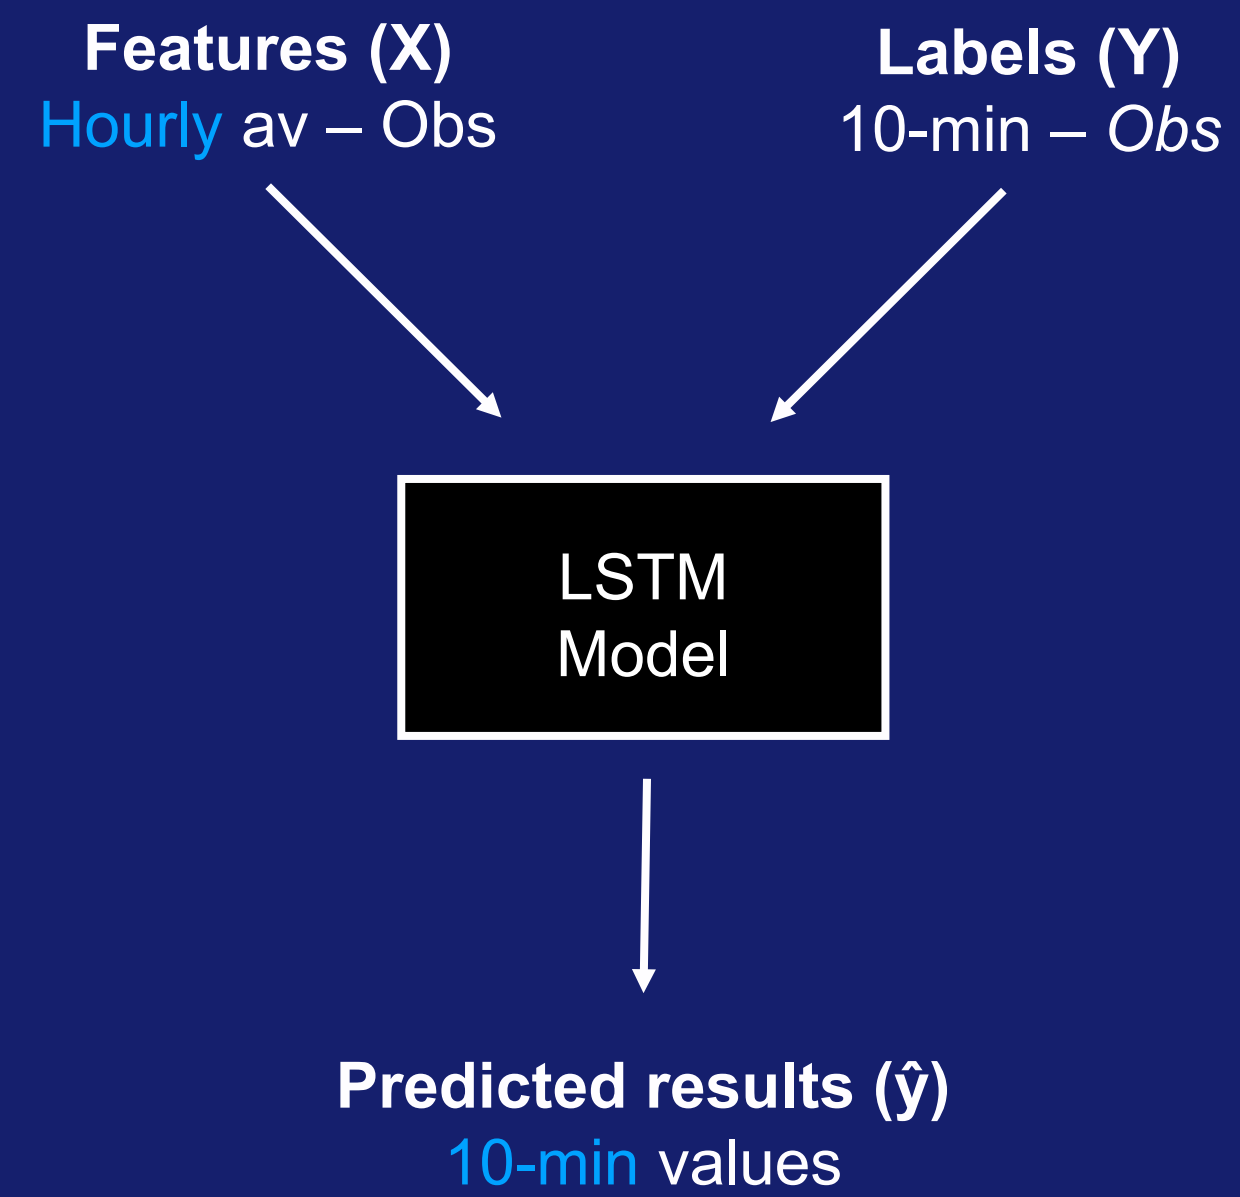 Features (X)
Hourly av – Obs
Labels (Y)
10-min – Obs
LSTM
Model
Predicted results (ŷ)
10-min values